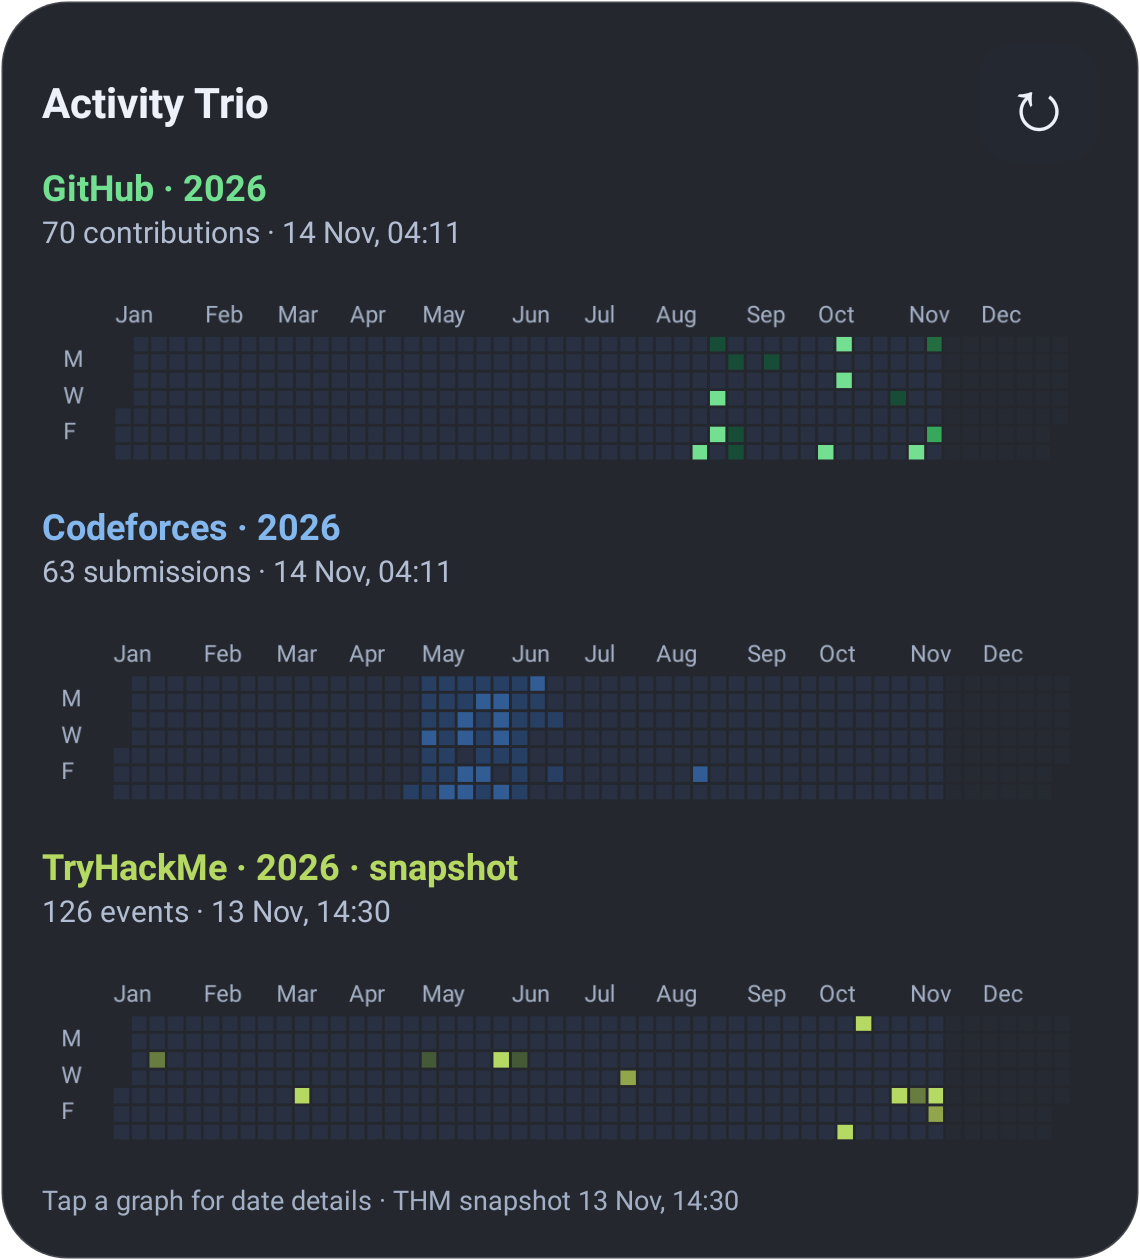 Activity Trio
GitHub · 2026
70 contributions · 14 Nov, 04:11
Jan Feb Mar Apr May Jun Jul Aug Sep Oct Nov Dec
M
W
F
Codeforces · 2026
63 submissions · 14 Nov, 04:11
Jan Feb Mar Apr May Jun Jul Aug Sep Oct Nov Dec
M
W
F
TryHackMe · 2026 · snapshot
126 events · 13 Nov, 14:30
Jan Feb Mar Apr May Jun Jul Aug Sep Oct Nov Dec
M
W
F
Tap a graph for date details · THM snapshot 13 Nov, 14:30